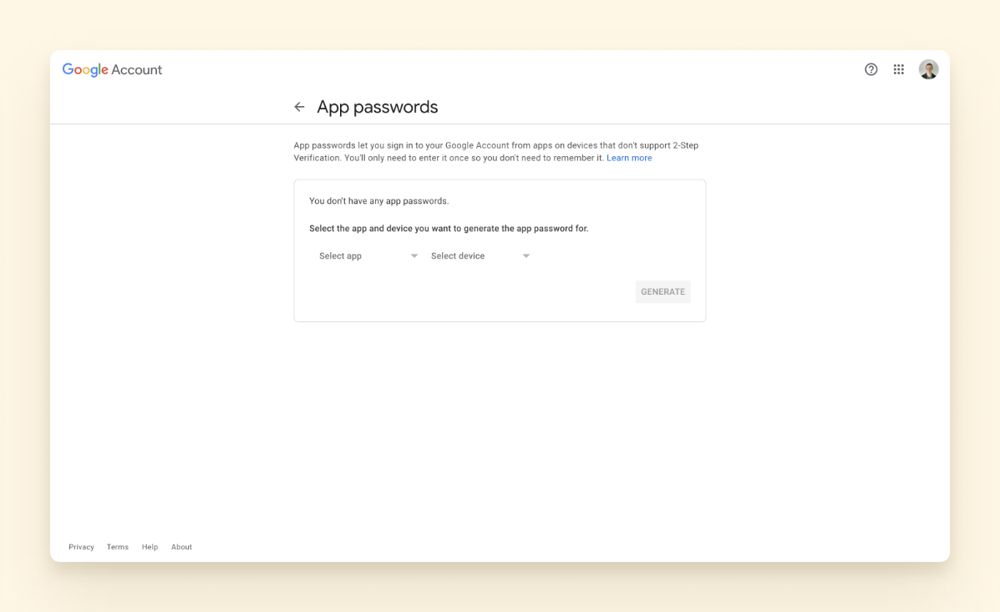 Google Account
App passwords
App passwords let you sign in to your Google Account from apps on devices that don't support 2-Step
Verification. You'll only need to enter it once so you don't need to remember it. Learn more
You don't have any app passwords.
Select the app and device you want to generate the app password for.
Select app Select device
GENERATE
Privacy Terms Help About